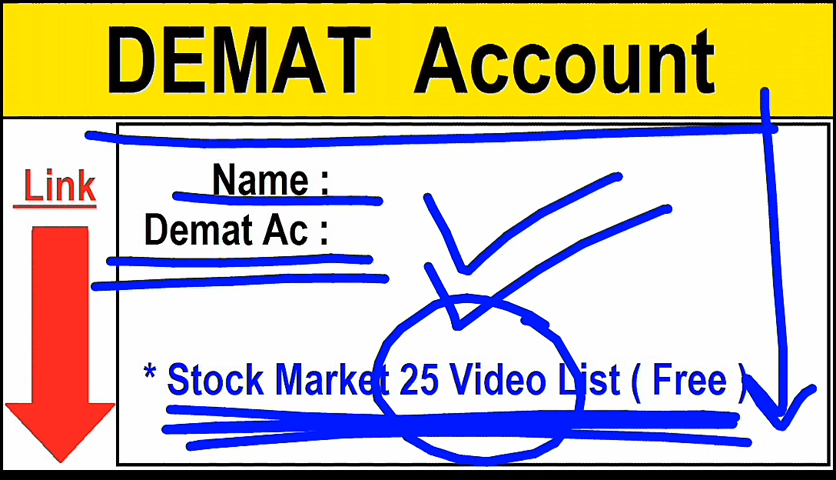 DEMAT Account
Link
Name :
Demat Ac :
* Stock Market 25 Video List ( Free )